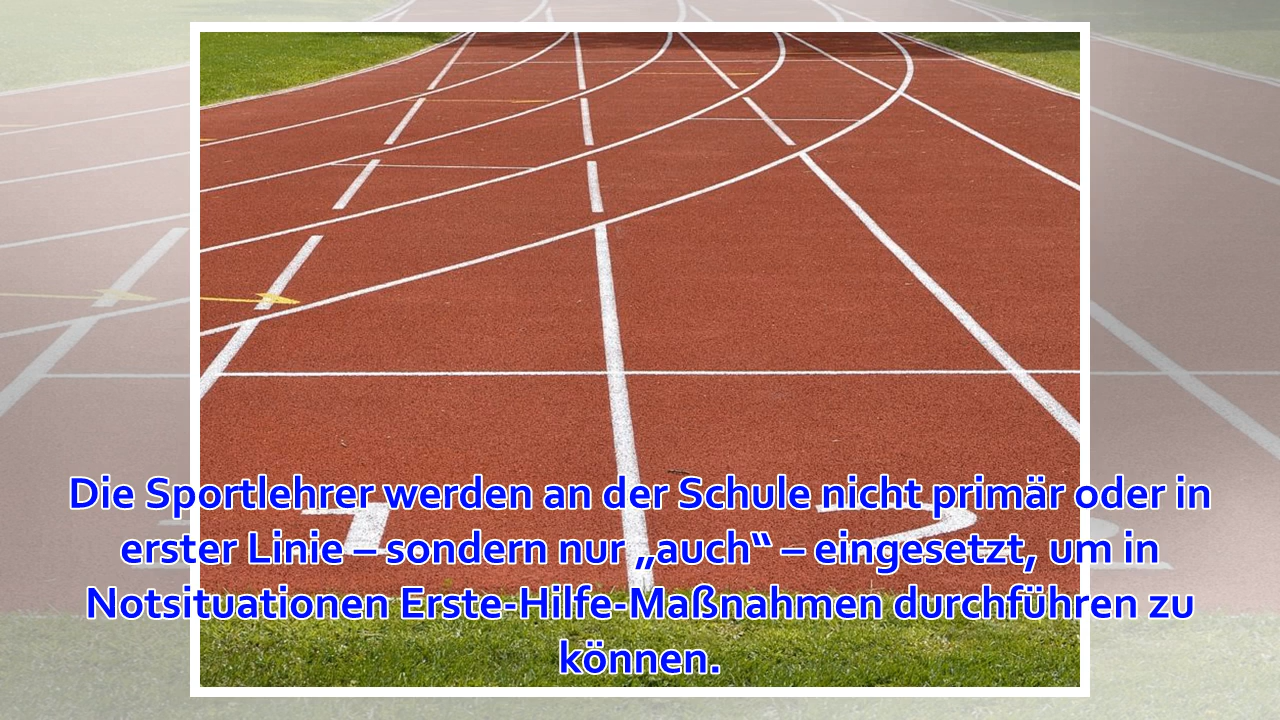 Die Sportlehrer werden an der Schule nicht primär oder in
erster Linie – sondern nur „auch“ – eingesetzt, um in
Notsituationen Erste-Hilfe-Maßnahmen durchführen zu
können.